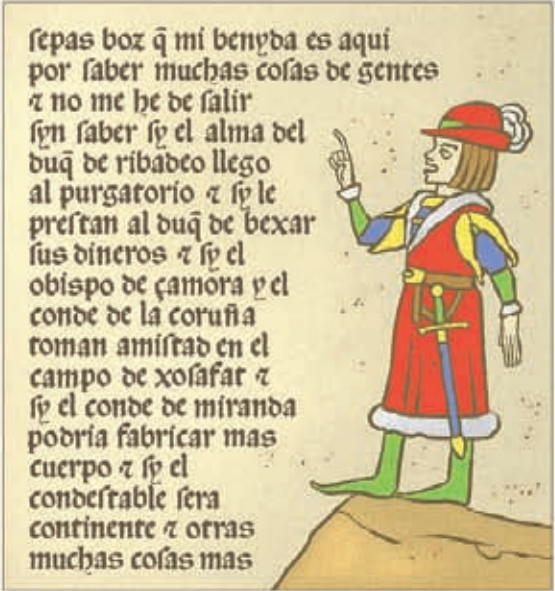 sepas boz q̃ mi benyda es aqui
por saber muchas cosas de gentes
⁊ no me he de salir
syn saber sy el alma del
duq̃ de ribadeo llego
al purgatorio ⁊ sy le
prestan al duq̃ de bexar
sus dineros ⁊ sy el
obispo de çamora y el
conde de la coruña
toman amistad en el
campo de xosafat ⁊
sy el conde de miranda
podria fabricar mas
cuerpo ⁊ sy el
condestable sera
continente ⁊ otras
muchas cosas mas